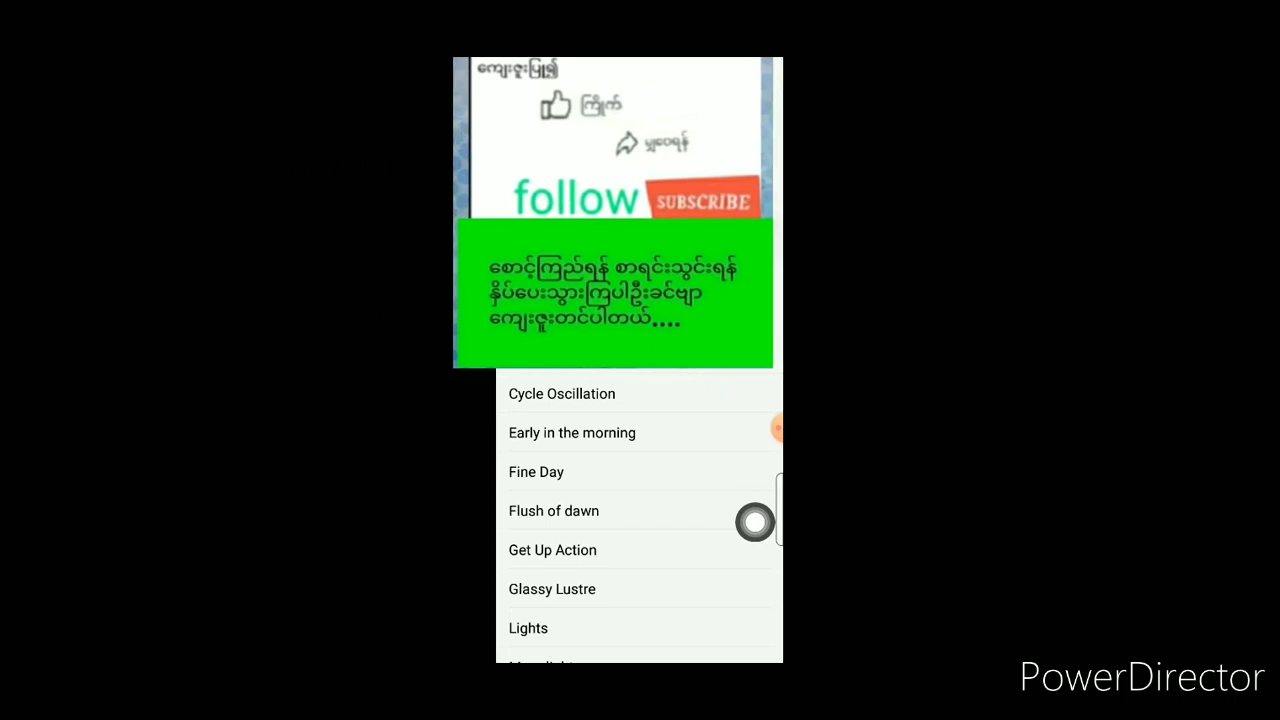 ကျေးဇူးပြု၍
ကြိုက်
မျှဝေရန်
follow SUBSCRIBE
စောင့်ကြည်ရန် စာရင်းသွင်းရန်
နှိပ်ပေးသွားကြပါဦးခင်ဗျာ
ကျေးဇူးတင်ပါတယ်....
Cycle Oscillation
Early in the morning
Fine Day
Flush of dawn
Get Up Action
Glassy Lustre
Lights
PowerDirector